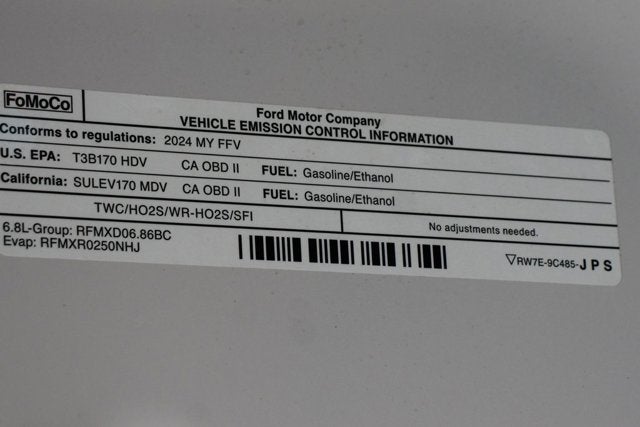 FoMoCo
Ford Motor Company
VEHICLE EMISSION CONTROL INFORMATION
Conforms to regulations: 2024 MY FFV
U.S. EPA: T3B170 HDV CA OBD II FUEL: Gasoline/Ethanol
California: SULEV170 MDV CA OBD II FUEL: Gasoline/Ethanol
TWC/HO2S/WR-HO2S/SFI
No adjustments needed.
6.8L-Group: RFMXD06.86BC
Evap: RFMXR0250NHJ
▽RW7E-9C485-JPS